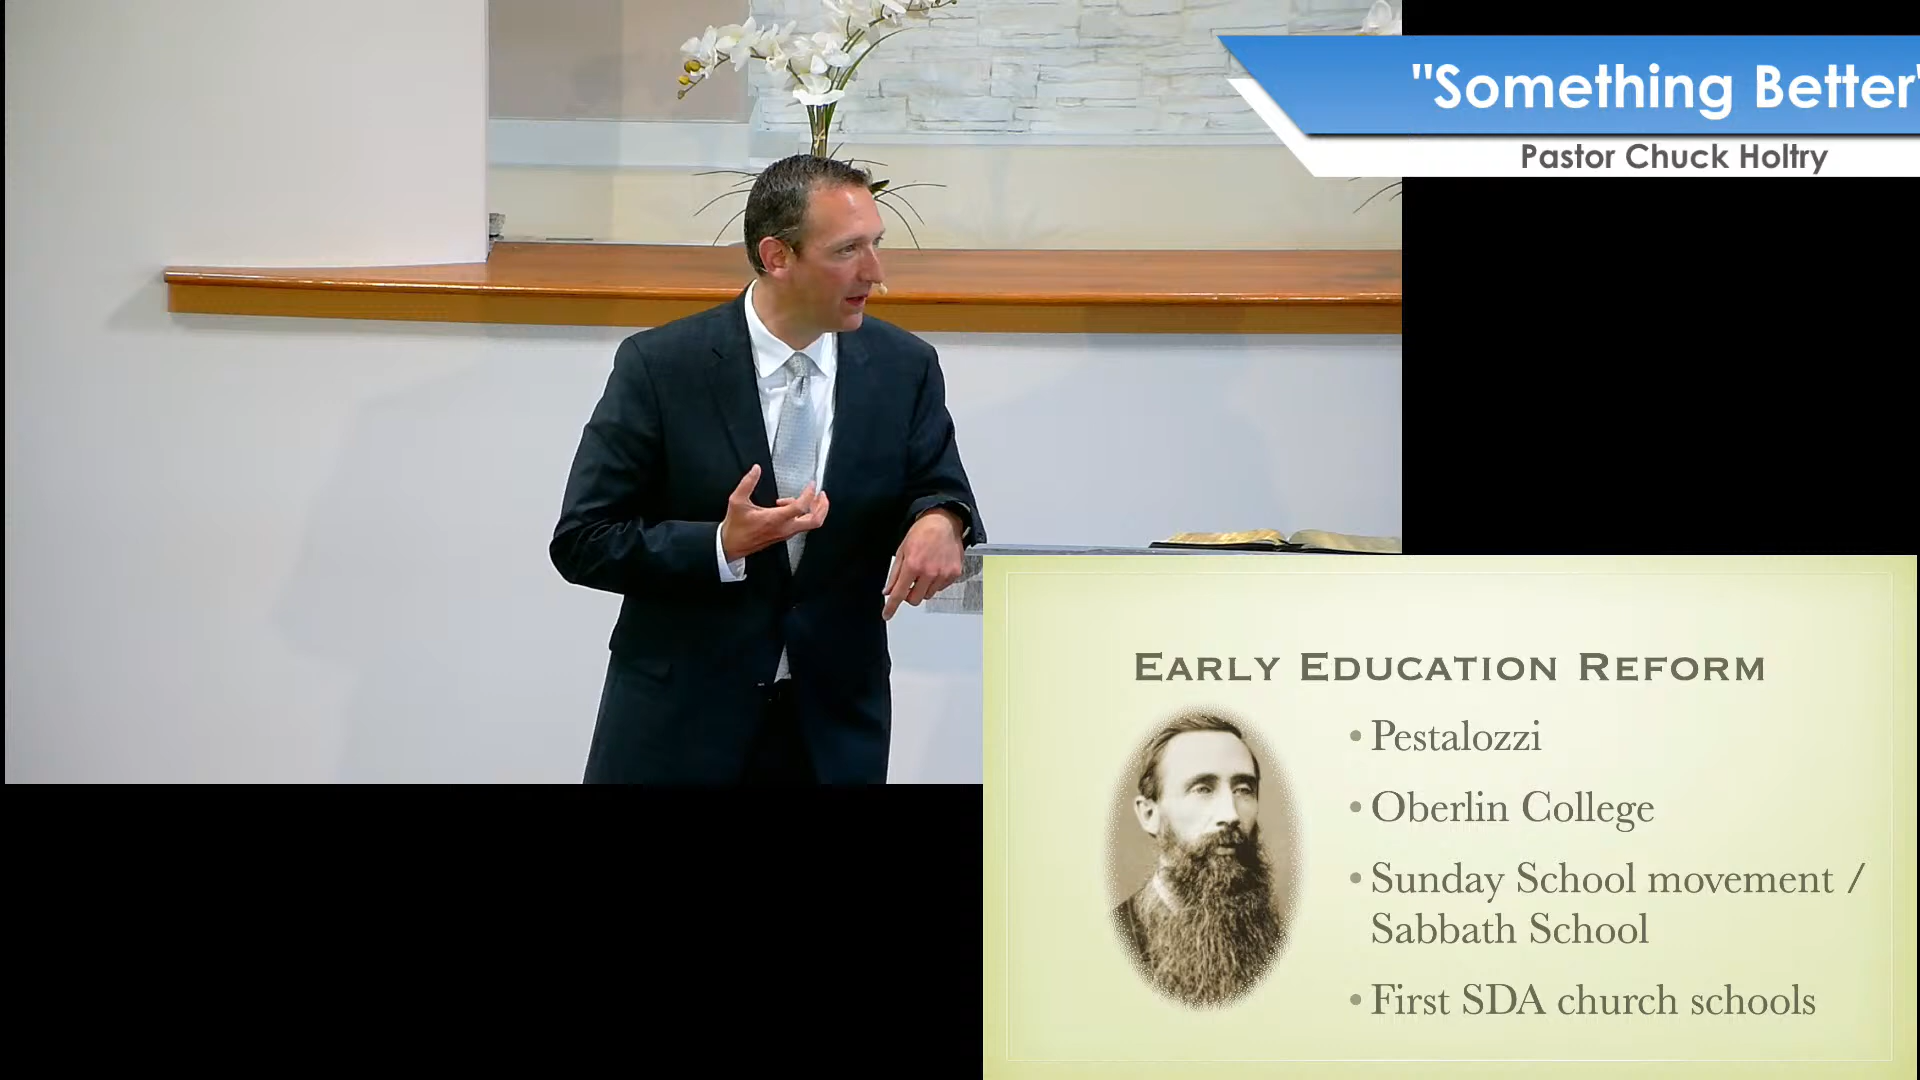 "Something Better"
Pastor Chuck Holtry
EARLY EDUCATION REFORM
• Pestalozzi
• Oberlin College
• Sunday School movement /
Sabbath School
• First SDA church schools